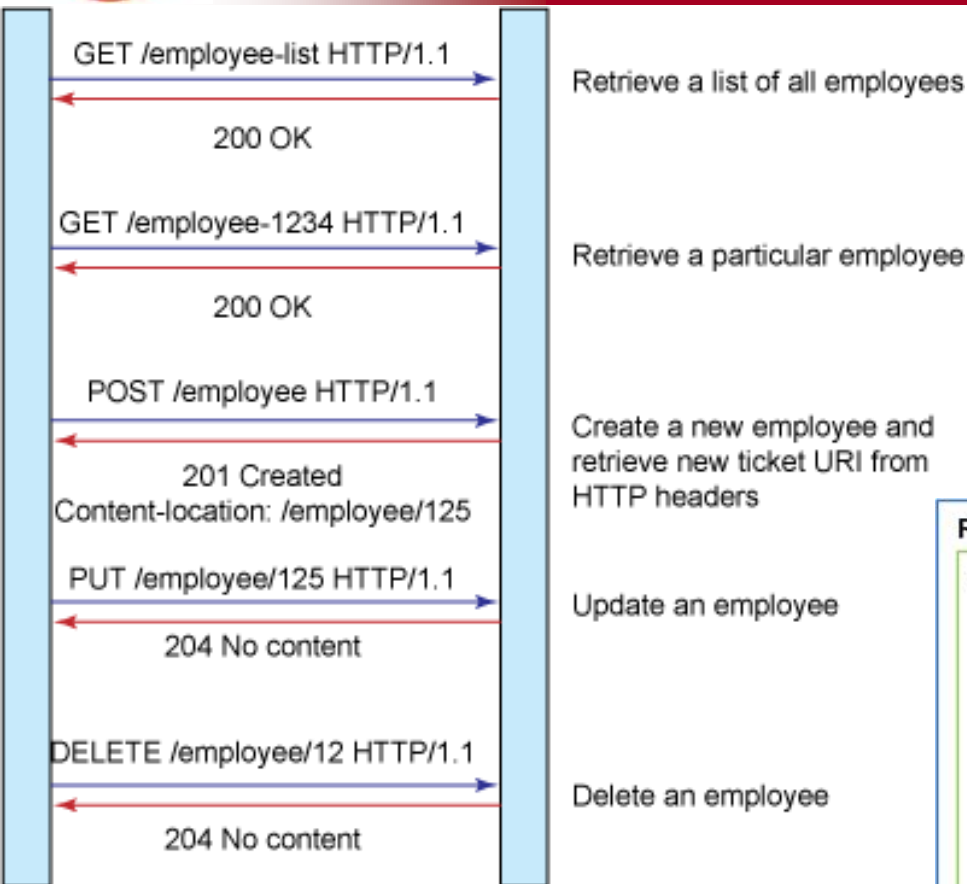 GET /employee-list HTTP/1.1
Retrieve a list of all employees
200 OK
GET /employee-1234 HTTP/1.1
Retrieve a particular employee
200 OK
POST /employee HTTP/1.1
Create a new employee and
retrieve new ticket URI from
HTTP headers
201 Created
Content-location: /employee/125
PUT /employee/125 HTTP/1.1
Update an employee
204 No content
DELETE /employee/12 HTTP/1.1
Delete an employee
204 No content